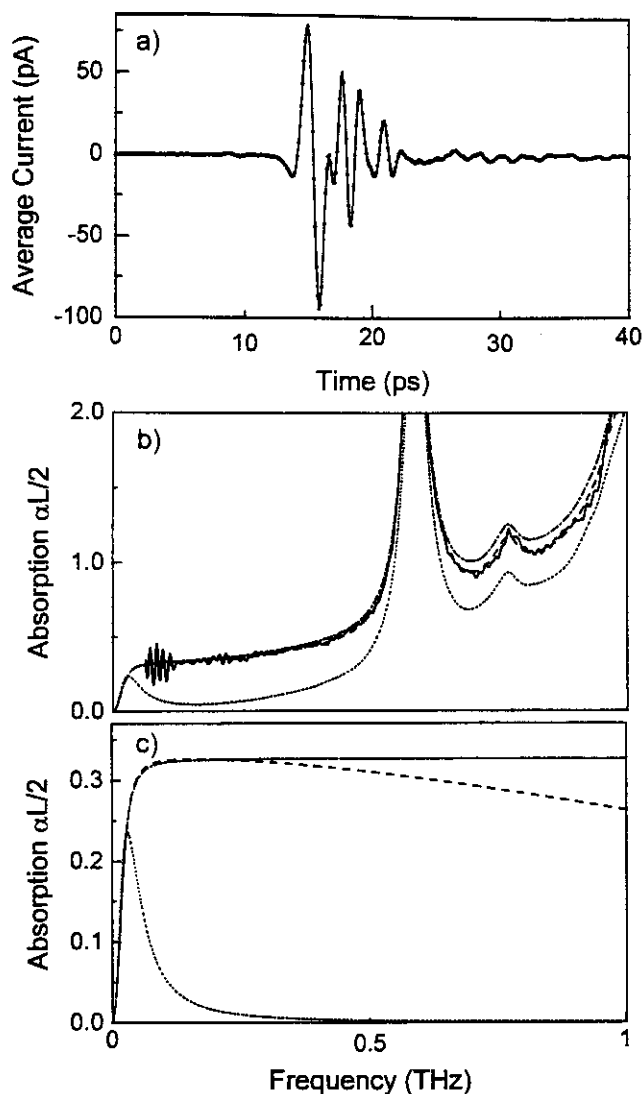 a)
Average Current (pA)
50
0
-50
-100
0
10
20
30
40
Time (ps)
b)
Absorption αL/2
2.0
1.0
0.0
c)
Absorption αL/2
0.3
0.2
0.1
0.0
0
0.5
1
Frequency (THz)